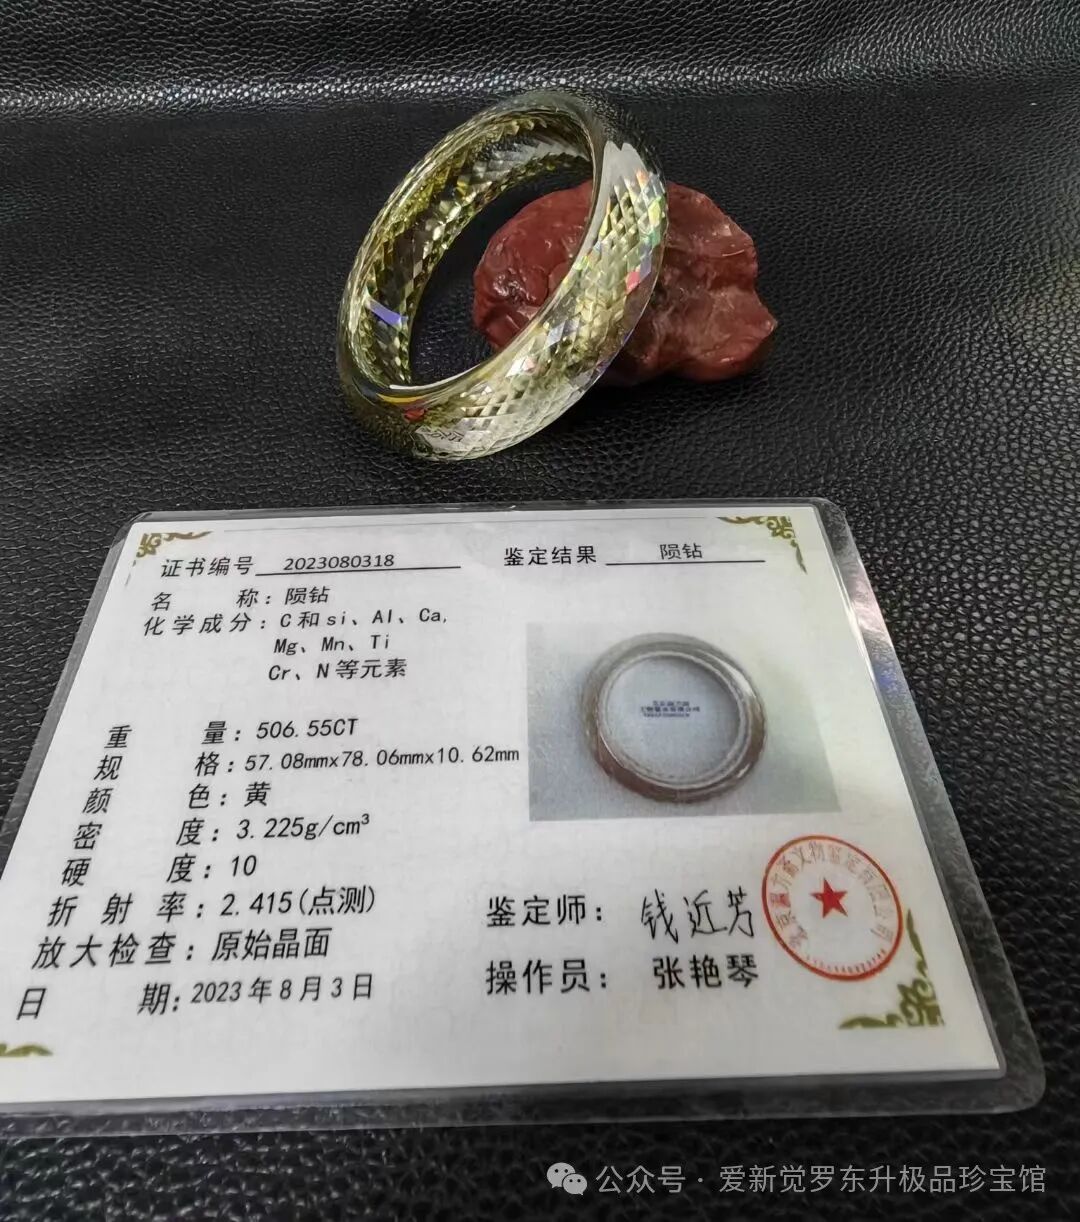 证书编号 2023080318
鉴定结果 陨钻
名 称：陨钻
化学成分：C和si、Al、Ca,
Mg、Mn、Ti
Cr、N等元素
重 量：506.55CT
规 格：57.08mmx78.06mmx10.62mm
颜 色：黄
密 度：3.225g/cm³
硬 度：10
折射率：2.415(点测)
放大检查：原始晶面
日 期：2023年8月3日
鉴定师：钱近芳
操作员：张艳琴
公众号·爱新觉罗东升极品珍宝馆